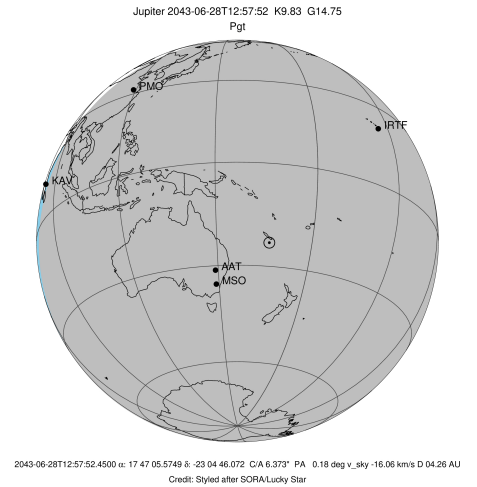 Jupiter 2043-06-28T12:57:52 K9.83 G14.75
Pgt
PMO
IRTF
KAV
AAT
MSO
2043-06-28T12:57:52.4500 α: 17 47 05.5749 δ: -23 04 46.072 C/A 6.373" PA 0.18 deg v_sky -16.06 km/s D 04.26 AU
Credit: Styled after SORA/Lucky Star